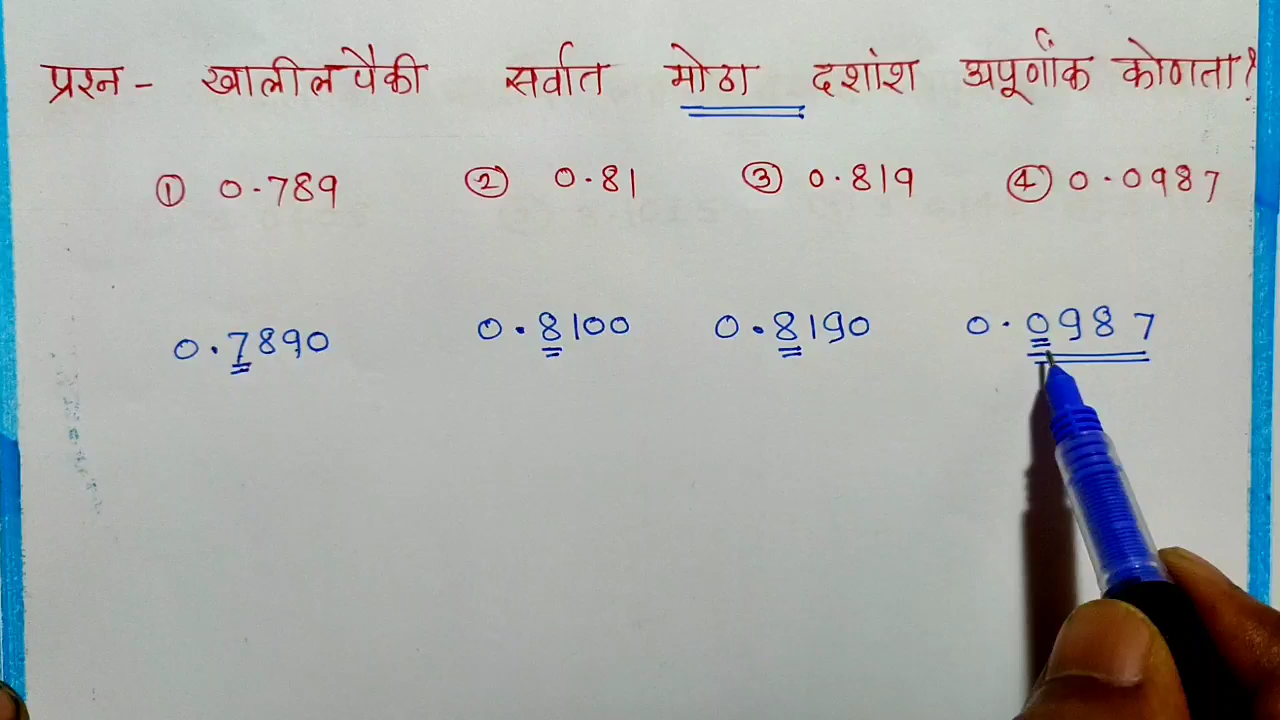 प्रश्न - खालीलपैकी सर्वात मोठा दशांश अपूर्णांक कोणता?
① 0.789 ② 0.81 ③ 0.819 ④ 0.0987
0.7890 0.8100 0.8190 0.0987